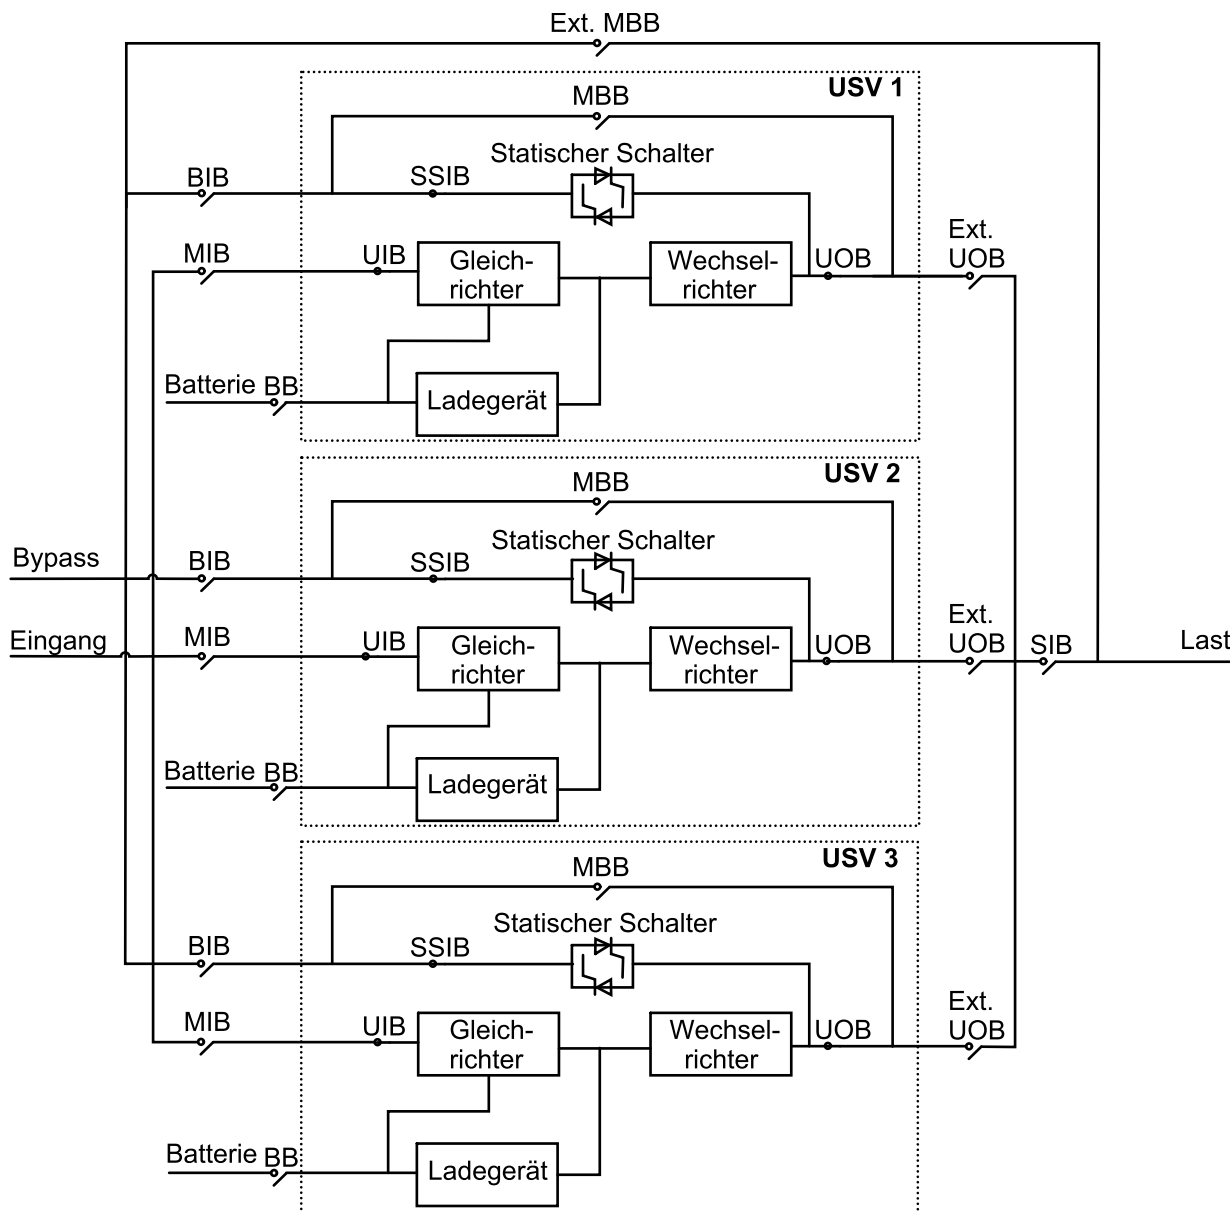 Ext. MBB
USV 1
MBB
Statischer Schalter
BIB
SSIB
MIB
UIB
Gleich-
richter
Wechsel-
richter
UOB
Ext.
UOB
Batterie BB
Ladegerät
USV 2
MBB
Statischer Schalter
Bypass
BIB
SSIB
Eingang
MIB
UIB
Gleich-
richter
Wechsel-
richter
UOB
Ext.
UOB
SIB
Last
Batterie BB
Ladegerät
USV 3
MBB
Statischer Schalter
BIB
SSIB
MIB
UIB
Gleich-
richter
Wechsel-
richter
UOB
Ext.
UOB
Batterie BB
Ladegerät